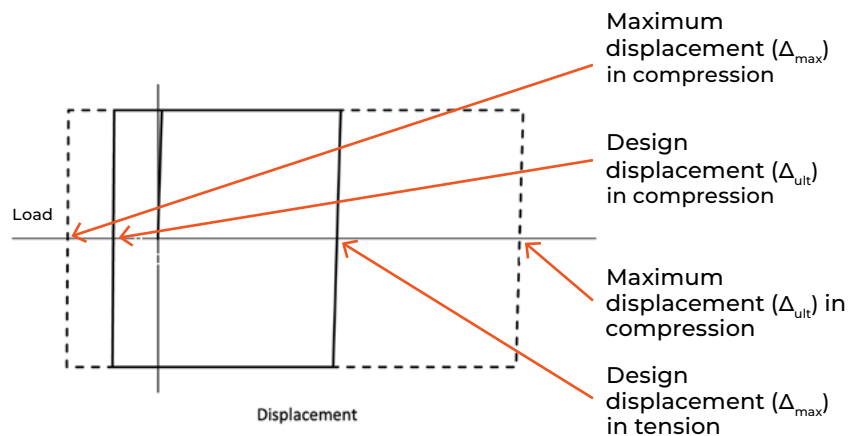 Maximum
displacement (Δmax)
in compression
Design
displacement (Δult)
in compression
Load
Maximum
displacement (Δult) in
compression
Design
displacement (Δmax)
in tension
Displacement